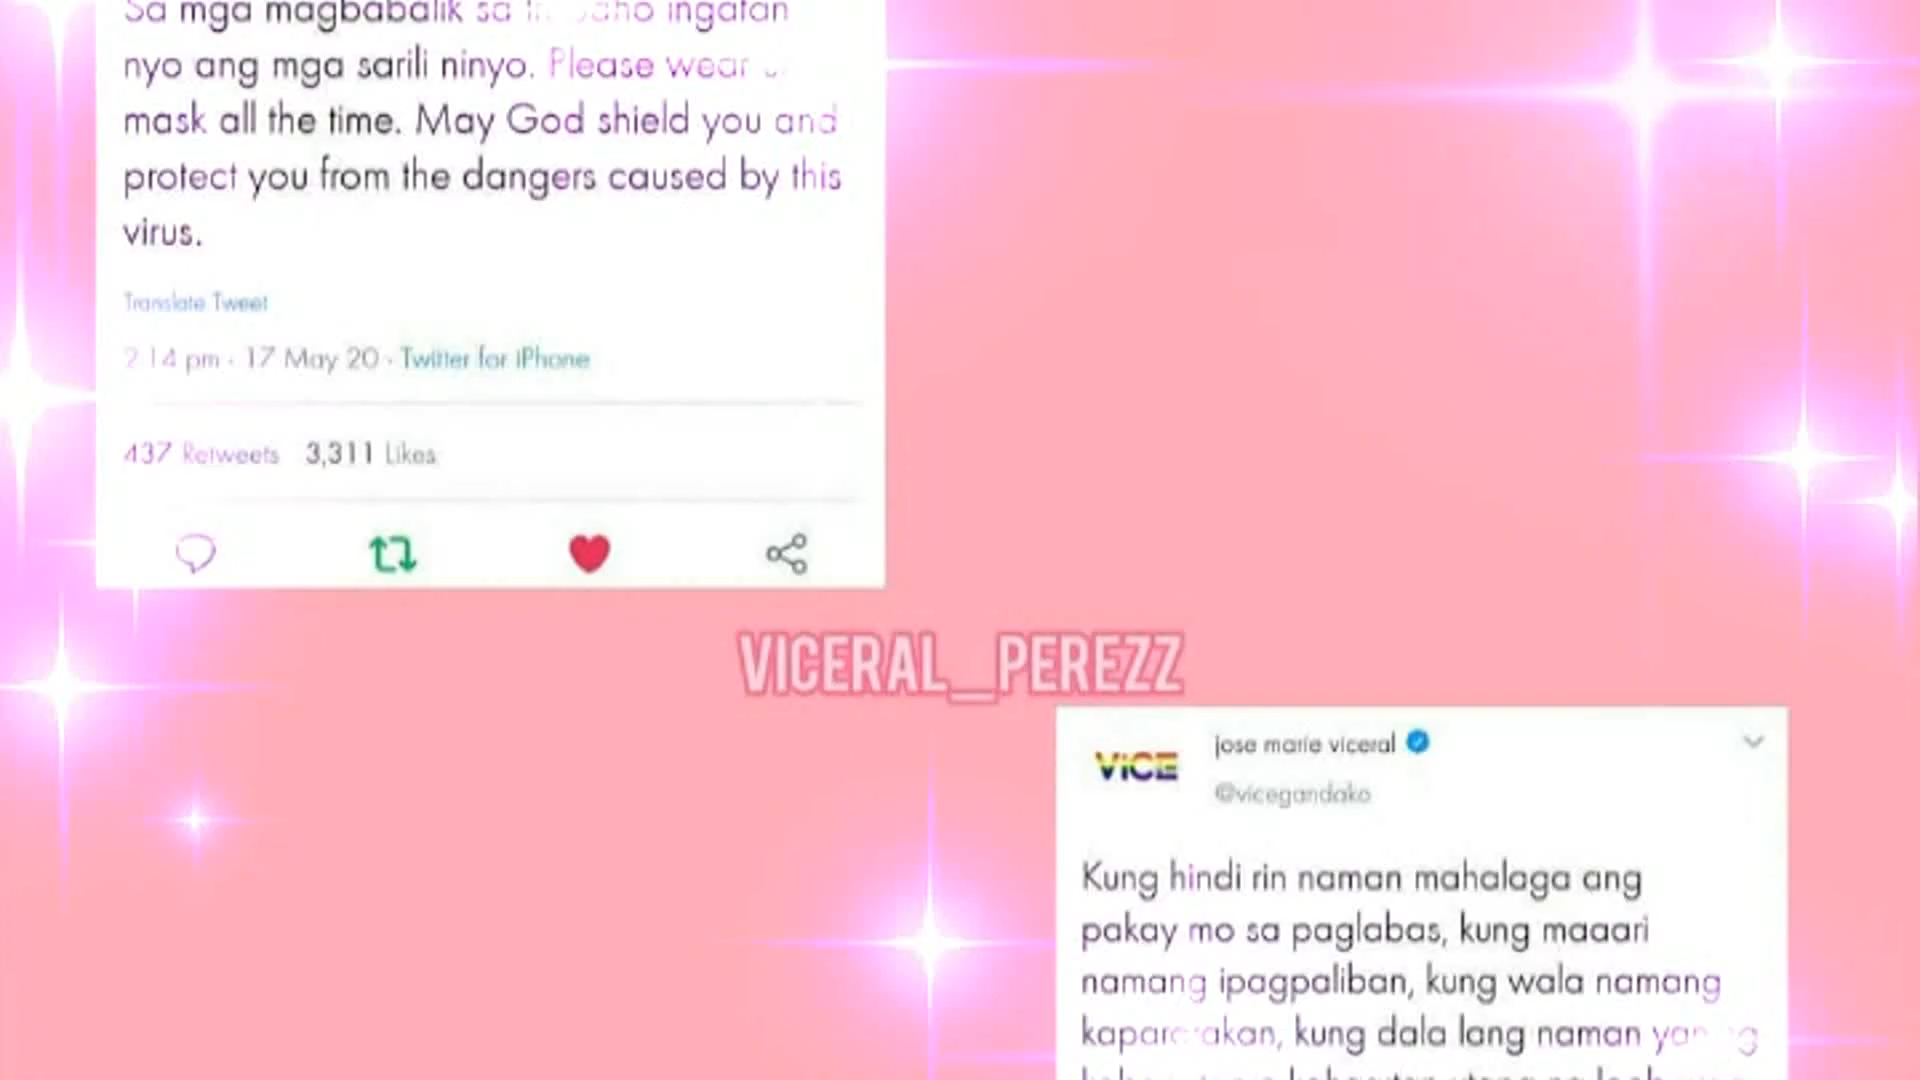 Sa mga magbabalik sa ingatan
nyo ang mga sarili ninyo. Please wear
mask all the time. May God shield you and
protect you from the dangers caused by this
virus.
Translate Tweet
2 14 pm · 17 May 20 · Twitter for iPhone
437 Retweets 3,311 Likes
VICERAL__PEREZZ
VICE
jose marie viceral
@vicegandako
Kung hindi rin naman mahalaga ang
pakay mo sa paglabas, kung maaari
namang ipagpaliban, kung wala namang
kung dala lang naman